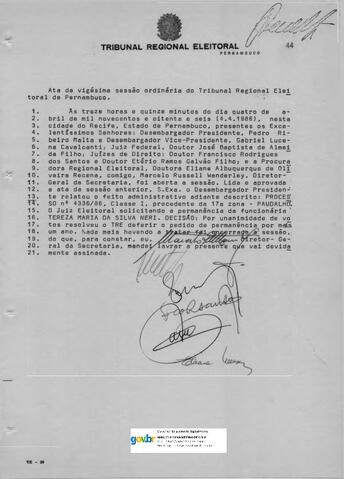 TRIBUNAL REGIONAL ELEITORAL
PERNAMBUCO
44
Ata da vigésima sessão ordinária do Tribunal Regional Elei
toral de Pernambuco.
1. Às treze horas e quinze minutos do dia quatro de a-
2. bril de mil novecentos e oitenta e seis (4.4.1986), nesta
3. cidade do Recife, Estado de Pernambuco, presentes os Exce-
4. lentíssimos Senhores: Desembargador Presidente, Pedro Ri-
5. beiro Malta e Desembargador Vice-Presidente, Gabriel Luce-
6. na Cavalcanti, Juiz Federal, Doutor José Baptista de Almei
7. da Filho, Juízes de Direito: Doutor Francisco Rodrigues
8. dos Santos e Doutor Etério Ramos Galvão Filho; e a Procura
9. dora Regional Eleitoral, Doutora Eliana Albuquerque de Oli
10. veira Recena, comigo, Marcelo Russell Wanderley, Diretor-
11. Geral da Secretaria, foi aberta a sessão. Lida e aprovada
12. a ata da sessão anterior, S.Exa. o Desembargador Presiden-
13. te relatou o feito administrativo adiante descrito: PROCES
14. SO nº 4336/86, Classe I, precedente da 17a zona - PAUDALHO
15. O Juiz Eleitoral solicitando a permanência da funcionária
16. TEREZA MARIA DA SILVA NERI. DECISÃO: Por unanimidade de vo
17. tos resolveu o TRE deferir o pedido de permanência por mais
18. um ano. Nada mais havendo a tratar foi encerrada a sessão,
19. do que, para constar, eu, Diretor-Ge-
20. ral da Secretaria, mandei lavrar a presente que vai devida
21. mente assinada.
gov.br
TRE - 09